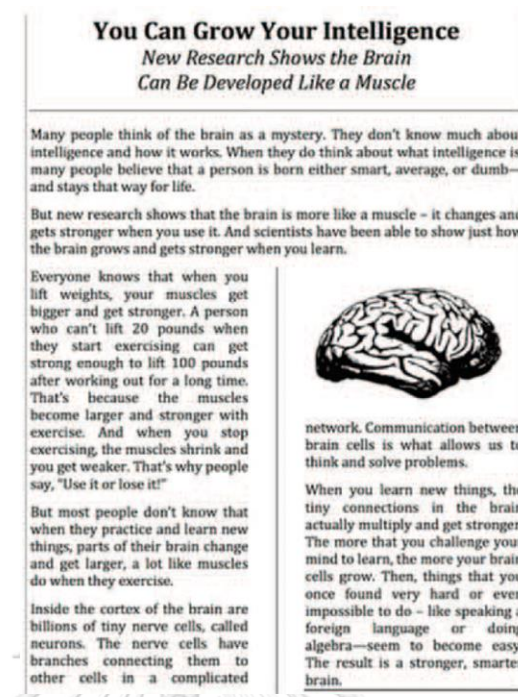 You Can Grow Your Intelligence
New Research Shows the Brain
Can Be Developed Like a Muscle
Many people think of the brain as a mystery. They don't know much abou
intelligence and how it works. When they do think about what intelligence is
many people believe that a person is born either smart, average, or dumb—
and stays that way for life.
But new research shows that the brain is more like a muscle – it changes and
gets stronger when you use it. And scientists have been able to show just how
the brain grows and gets stronger when you learn.
Everyone knows that when you
lift weights, your muscles get
bigger and get stronger. A person
who can't lift 20 pounds when
they start exercising can get
strong enough to lift 100 pounds
after working out for a long time.
That's because the muscles
become larger and stronger with
exercise. And when you stop
exercising, the muscles shrink and
you get weaker. That's why people
say, "Use it or lose it!"
But most people don't know that
when they practice and learn new
things, parts of their brain change
and get larger, a lot like muscles
do when they exercise.
Inside the cortex of the brain are
billions of tiny nerve cells, called
neurons. The nerve cells have
branches connecting them to
other cells in a complicated
network. Communication between
brain cells is what allows us to
think and solve problems.
When you learn new things, the
tiny connections in the brain
actually multiply and get stronger
The more that you challenge your
mind to learn, the more your brain
cells grow. Then, things that you
once found very hard or even
impossible to do – like speaking a
foreign language or doing
algebra—seem to become easy
The result is a stronger, smarter
brain.